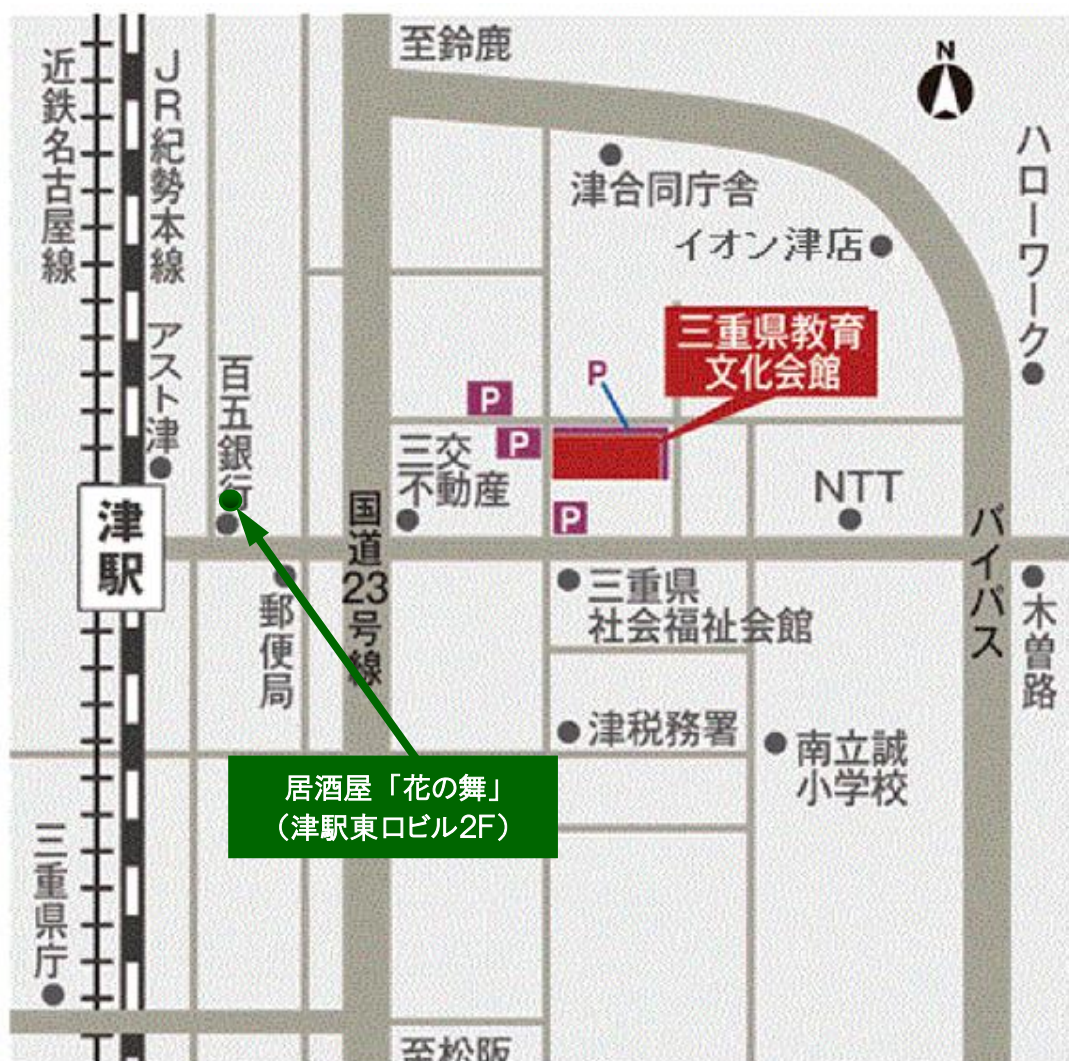 至鈴鹿
N
近鉄名古屋線
JR紀勢本線
津合同庁舎
ハローワーク
イオン津店
三重県教育
文化会館
アスト津
百五銀行
P
P
P
三交
不動産
NTT
P
津
駅
国道23号線
バイパス
郵便局
三重県
社会福祉会館
木曽路
津税務署
南立誠
小学校
居酒屋「花の舞」
（津駅東口ビル2F）
三重県庁
至松阪